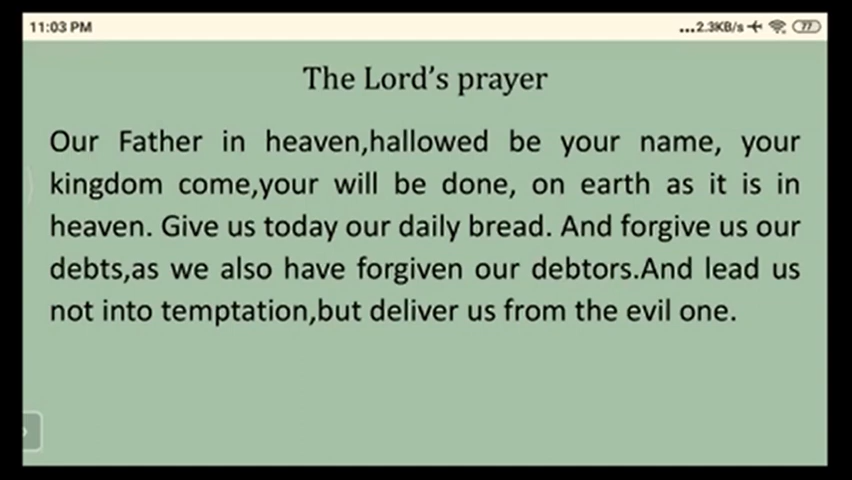 11:03 PM ...2.3KB/s 77
The Lord's prayer
Our Father in heaven,hallowed be your name, your
kingdom come,your will be done, on earth as it is in
heaven. Give us today our daily bread. And forgive us our
debts,as we also have forgiven our debtors.And lead us
not into temptation,but deliver us from the evil one.